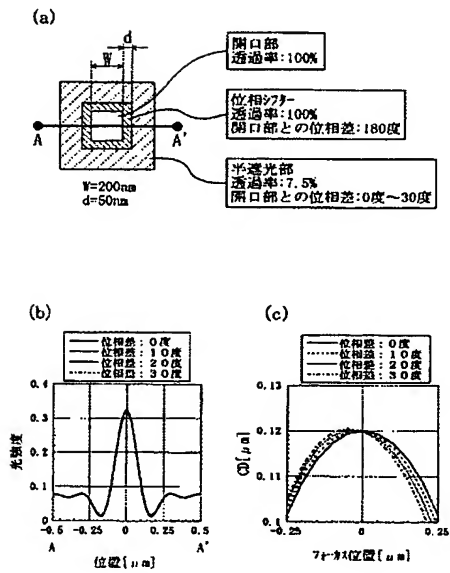 (a)
d
W
開口部
透過率:100%
位相シフター
透過率:100%
開口部との位相差:180度
A
A'
半遮光部
透過率:7.5%
開口部との位相差:0度〜30度
W=200nm
d=50nm
(b)
位相差:0度
位相差:10度
位相差:20度
位相差:30度
0.4
0.3
0.2
0.1
0
光強度
-0.5
-0.25
0
0.25
0.5
A
A'
位置[μm]
(c)
位相差:0度
位相差:10度
位相差:20度
位相差:30度
0.13
0.12
0.11
0.1
CD[μm]
-0.25
0
0.25
フォーカス位置[μm]